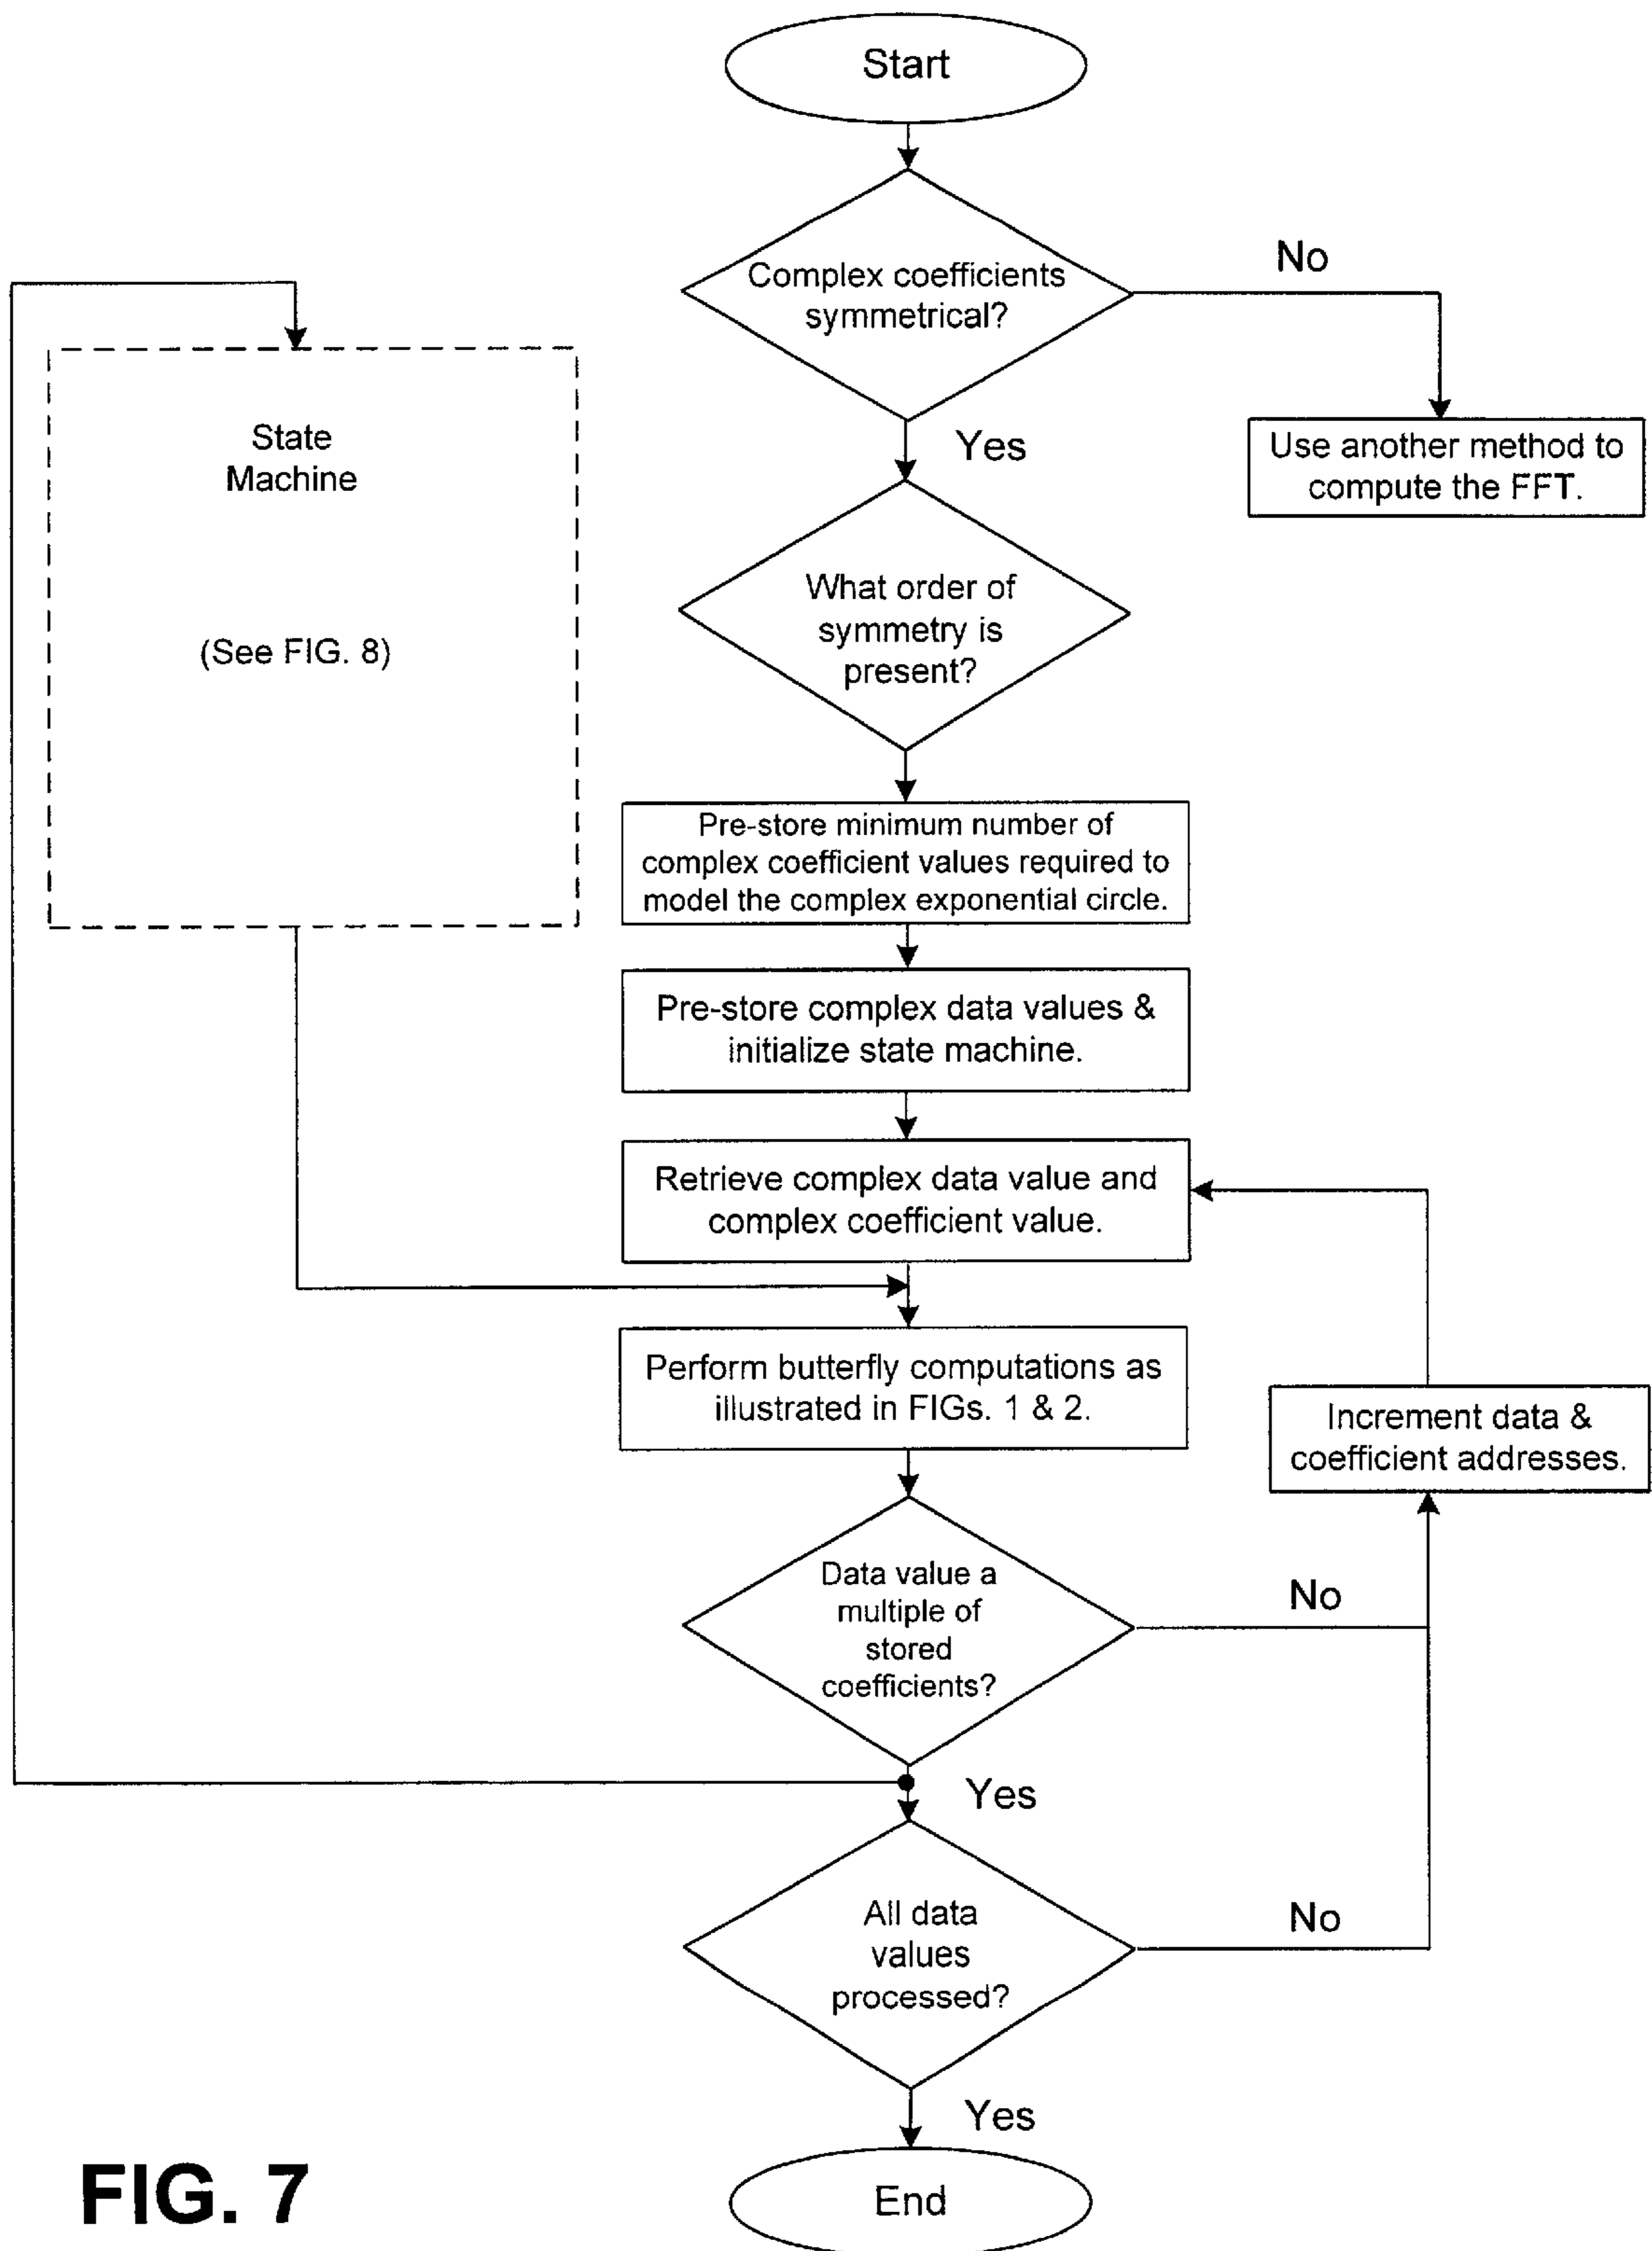 Start
Complex coefficients
symmetrical?
No
Use another method to
compute the FFT.
Yes
State
Machine
(See FIG. 8)
What order of
symmetry is
present?
Pre-store minimum number of
complex coefficient values required to
model the complex exponential circle.
Pre-store complex data values &
initialize state machine.
Retrieve complex data value and
complex coefficient value.
Perform butterfly computations as
illustrated in FIGs. 1 & 2.
Increment data &
coefficient addresses.
Data value a
multiple of
stored
coefficients?
No
Yes
All data
values
processed?
No
Yes
End
FIG. 7